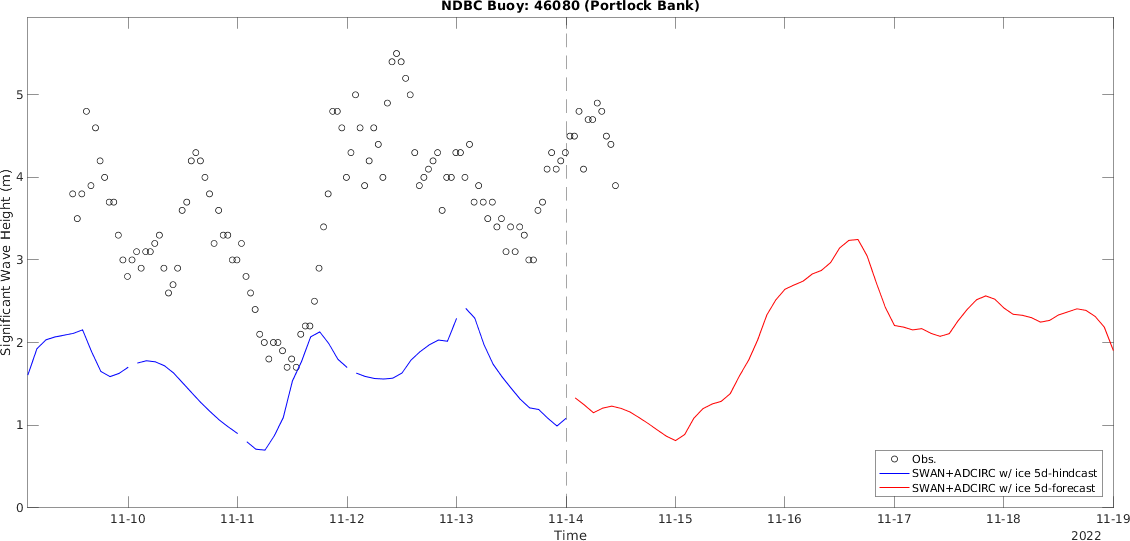 NDBC Buoy: 46080 (Portlock Bank)
Significant Wave Height (m)
5
4
3
2
1
0
Obs.
SWAN+ADCIRC w/ ice 5d-hindcast
SWAN+ADCIRC w/ ice 5d-forecast
11-10 11-11 11-12 11-13 11-14 11-15 11-16 11-17 11-18 11-19
Time
2022